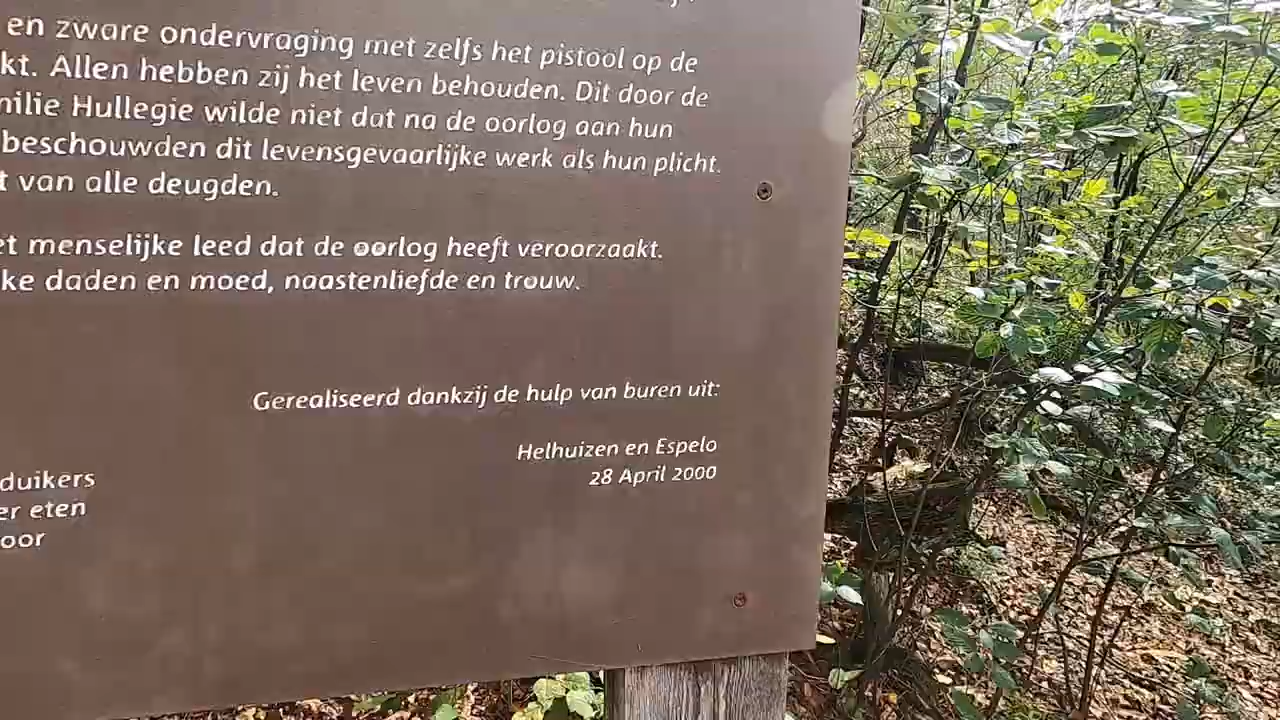 en zware ondervraging met zelfs het pistool op de
kt. Allen hebben zij het leven behouden. Dit door de
milie Hullegie wilde niet dat na de oorlog aan hun
beschouwden dit levensgevaarlijke werk als hun plicht.
t van alle deugden.
et menselijke leed dat de oorlog heeft veroorzaakt.
ke daden en moed, naastenliefde en trouw.
Gerealiseerd dankzij de hulp van buren uit:
Helhuizen en Espelo
28 April 2000
duikers
er eten
oor